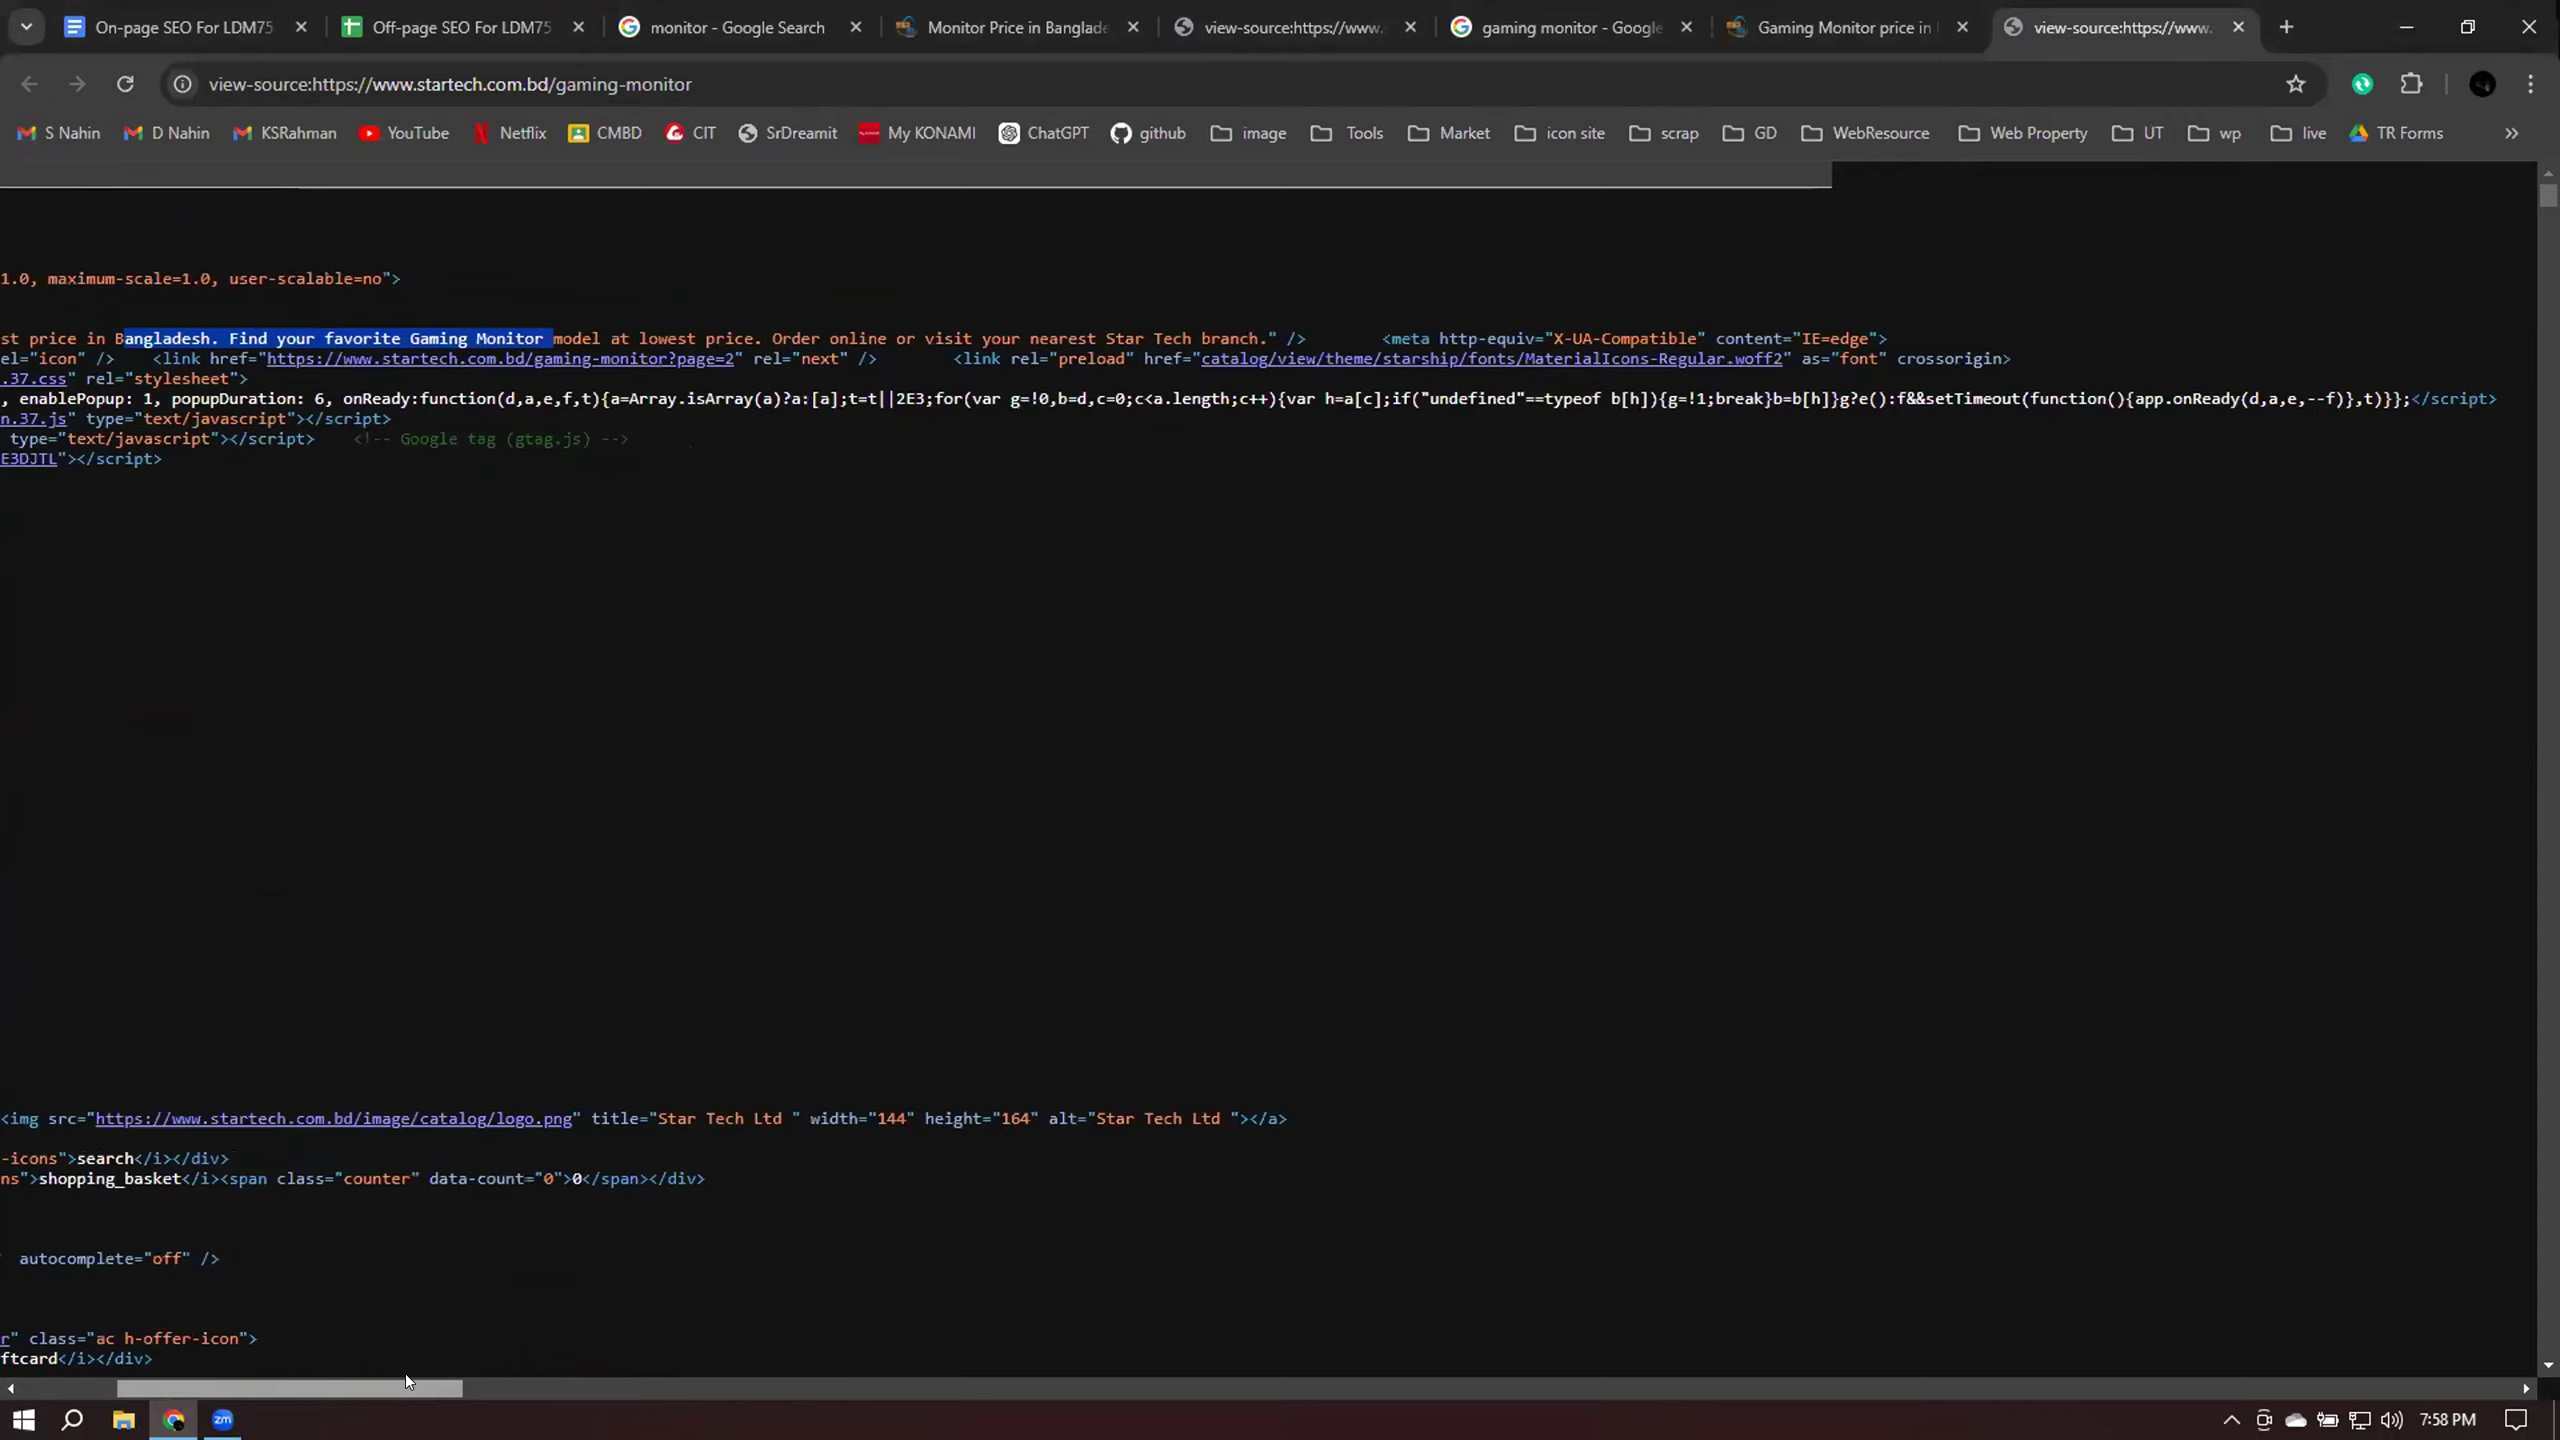 On-page SEO For LDM75
Off-page SEO For LDM75
monitor - Google Search
Monitor Price in Banglade
view-source:https://www.
gaming monitor - Google
Gaming Monitor price in
view-source:https://www.
view-source:https://www.startech.com.bd/gaming-monitor
S Nahin
D Nahin
KSRahman
YouTube
Netflix
CMBD
CIT
SrDreamit
My KONAMI
ChatGPT
github
image
Tools
Market
icon site
scrap
GD
WebResource
Web Property
UT
wp
live
TR Forms
1.0, maximum-scale=1.0, user-scalable=no">
st price in Bangladesh. Find your favorite Gaming Monitor model at lowest price. Order online or visit your nearest Star Tech branch." /> <meta http-equiv="X-UA-Compatible" content="IE=edge">
el="icon" /> <link href="https://www.startech.com.bd/gaming-monitor?page=2" rel="next" /> <link rel="preload" href="catalog/view/theme/starship/fonts/MaterialIcons-Regular.woff2" as="font" crossorigin>
.37.css" rel="stylesheet">
, enablePopup: 1, popupDuration: 6, onReady:function(d,a,e,f,t){a=Array.isArray(a)?a:[a];t=t||2E3;for(var g=!0,b=d,c=0;c<a.length;c++){var h=a[c];if("undefined"==typeof b[h]){g=!1;break}b=b[h]}g?e():f&&setTimeout(function(){app.onReady(d,a,e,--f)},t)}};</script>
n.37.js" type="text/javascript"></script>
type="text/javascript"></script> <!-- Google tag (gtag.js) -->
E3DJTL"></script>
<img src="https://www.startech.com.bd/image/catalog/logo.png" title="Star Tech Ltd " width="144" height="164" alt="Star Tech Ltd "></a>
-icons">search</i></div>
ns">shopping_basket</i><span class="counter" data-count="0">0</span></div>
autocomplete="off" />
r" class="ac h-offer-icon">
ftcard</i></div>
zm
7:58 PM